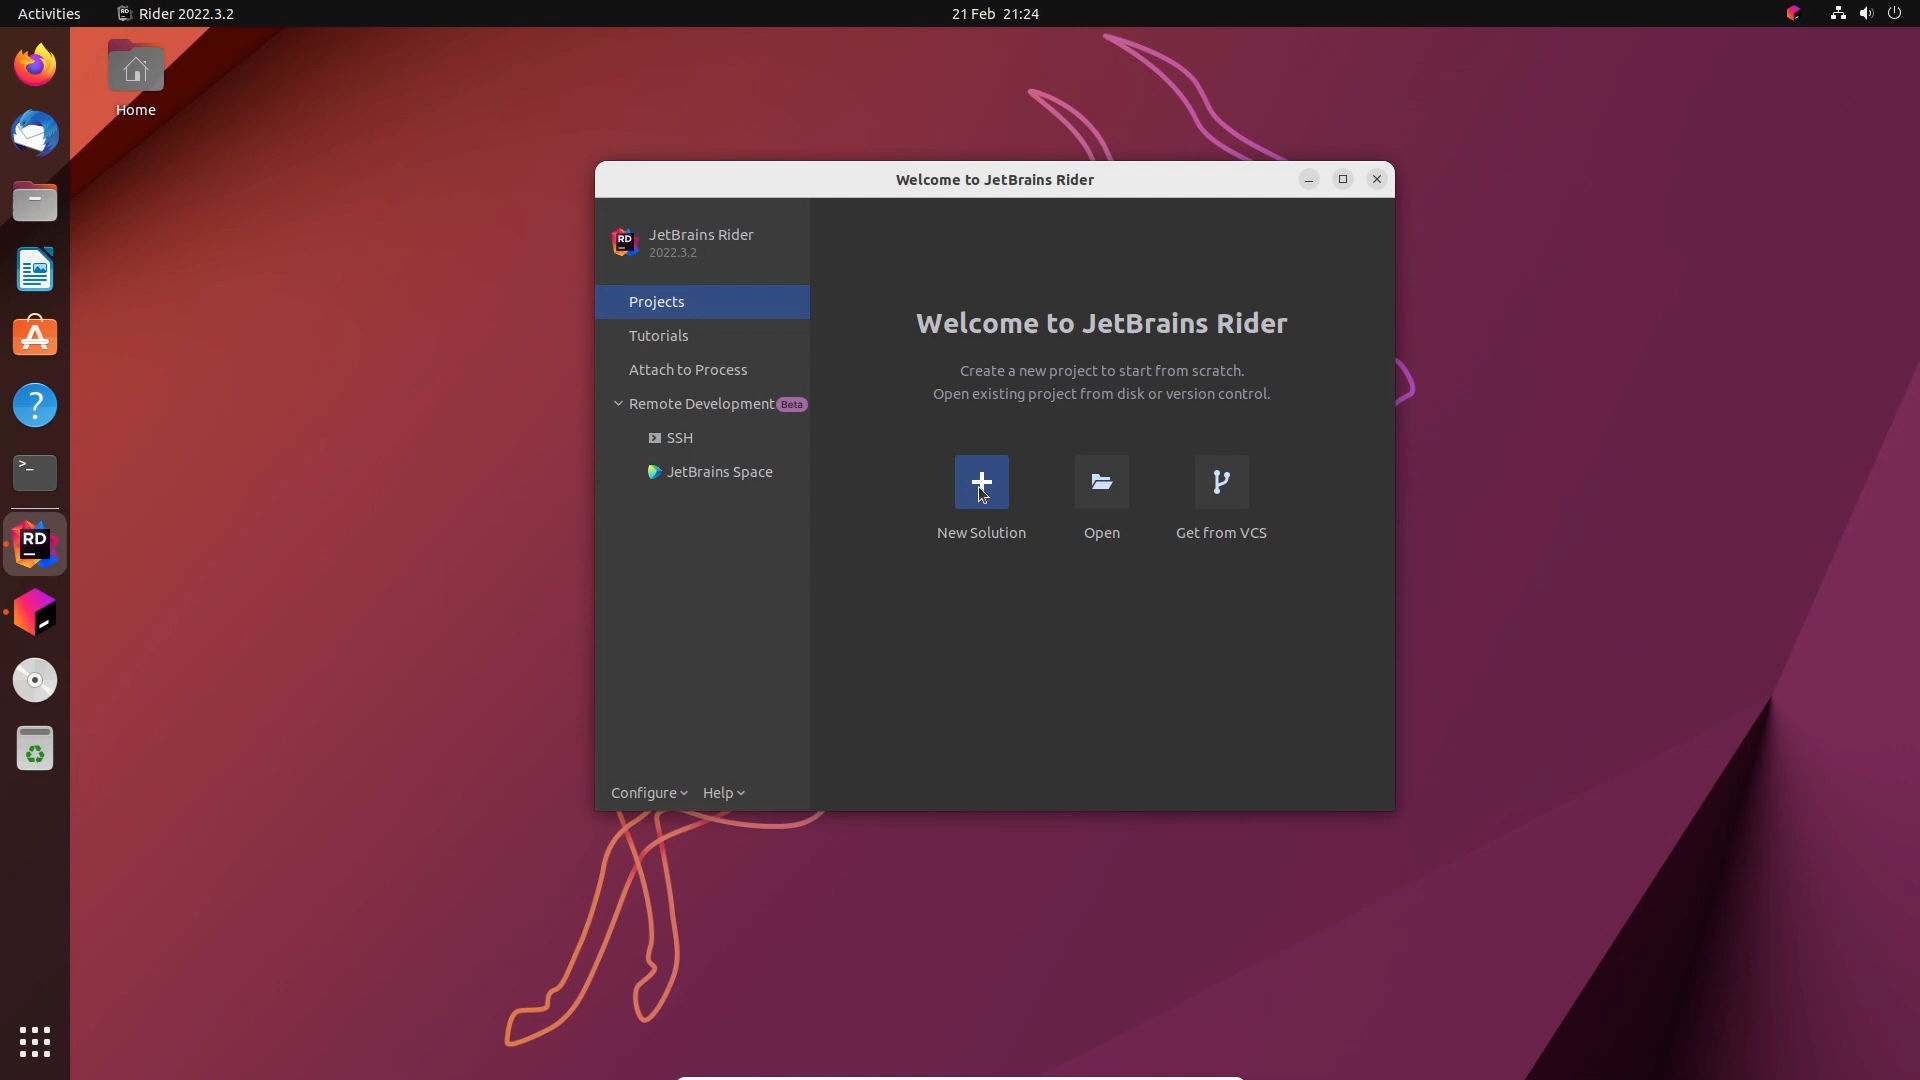 Activities
Rider 2022.3.2
21 Feb 21:24
Home
Welcome to JetBrains Rider
RD
JetBrains Rider
2022.3.2
Projects
Tutorials
Attach to Process
Remote Development Beta
SSH
JetBrains Space
Welcome to JetBrains Rider
Create a new project to start from scratch.
Open existing project from disk or version control.
New Solution
Open
Get from VCS
Configure
Help
RD